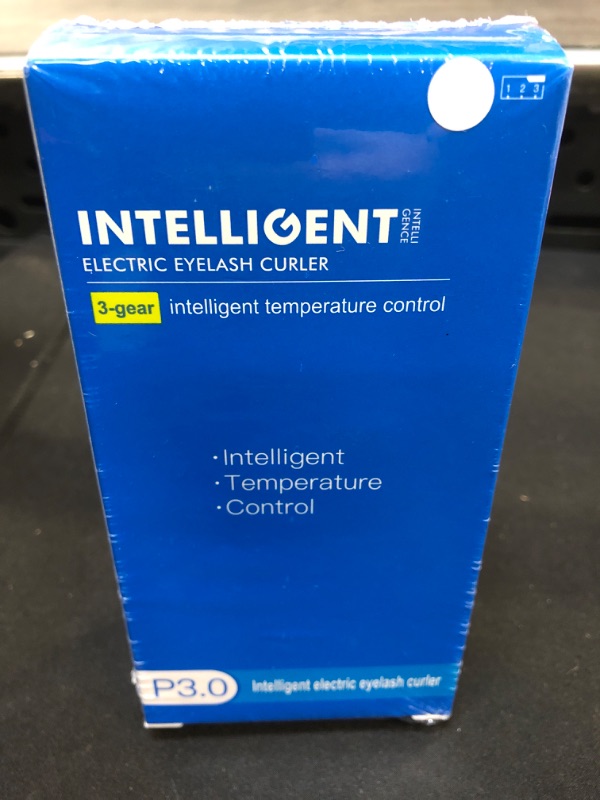 1 2 3
INTELLIGENT
INTELLI
GENCE
ELECTRIC EYELASH CURLER
3-gear intelligent temperature control
·Intelligent
·Temperature
·Control
P3.0 Intelligent electric eyelash curler